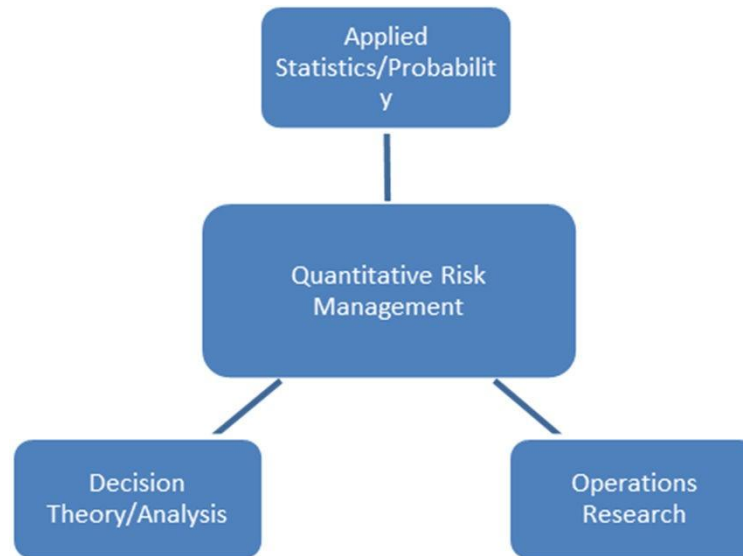 Applied
Statistics/Probabilit
y
Quantitative Risk
Management
Decision
Theory/Analysis
Operations
Research